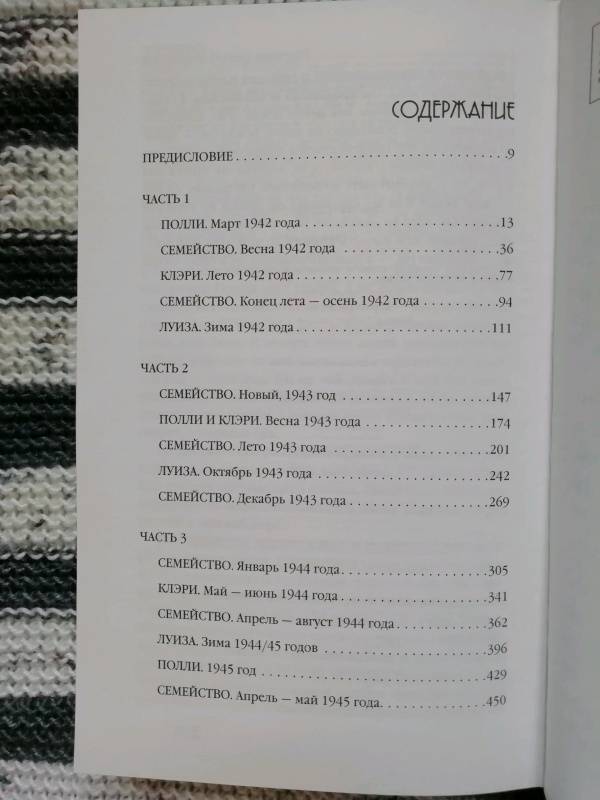 СОДЕРЖАНИЕ
ПРЕДИСЛОВИЕ . . . . . . . . . . . . . . . . . . . . . . . . . . . . . . . . . . . . . . . 9
ЧАСТЬ 1
ПОЛЛИ. Март 1942 года . . . . . . . . . . . . . . . . . . . . . . . . . . . . 13
СЕМЕЙСТВО. Весна 1942 года . . . . . . . . . . . . . . . . . . . . . . . 36
КЛЭРИ. Лето 1942 года . . . . . . . . . . . . . . . . . . . . . . . . . . . . . 77
СЕМЕЙСТВО. Конец лета — осень 1942 года . . . . . . . . . . . 94
ЛУИЗА. Зима 1942 года . . . . . . . . . . . . . . . . . . . . . . . . . . . . 111
ЧАСТЬ 2
СЕМЕЙСТВО. Новый, 1943 год . . . . . . . . . . . . . . . . . . . . . 147
ПОЛЛИ И КЛЭРИ. Весна 1943 года . . . . . . . . . . . . . . . . . . 174
СЕМЕЙСТВО. Лето 1943 года . . . . . . . . . . . . . . . . . . . . . . . 201
ЛУИЗА. Октябрь 1943 года . . . . . . . . . . . . . . . . . . . . . . . . . 242
СЕМЕЙСТВО. Декабрь 1943 года . . . . . . . . . . . . . . . . . . . . 269
ЧАСТЬ 3
СЕМЕЙСТВО. Январь 1944 года . . . . . . . . . . . . . . . . . . . . . 305
КЛЭРИ. Май — июнь 1944 года . . . . . . . . . . . . . . . . . . . . . 341
СЕМЕЙСТВО. Апрель — август 1944 года . . . . . . . . . . . . . 362
ЛУИЗА. Зима 1944/45 годов . . . . . . . . . . . . . . . . . . . . . . . . 396
ПОЛЛИ. 1945 год . . . . . . . . . . . . . . . . . . . . . . . . . . . . . . . . . 429
СЕМЕЙСТВО. Апрель — май 1945 года. . . . . . . . . . . . . . . 450